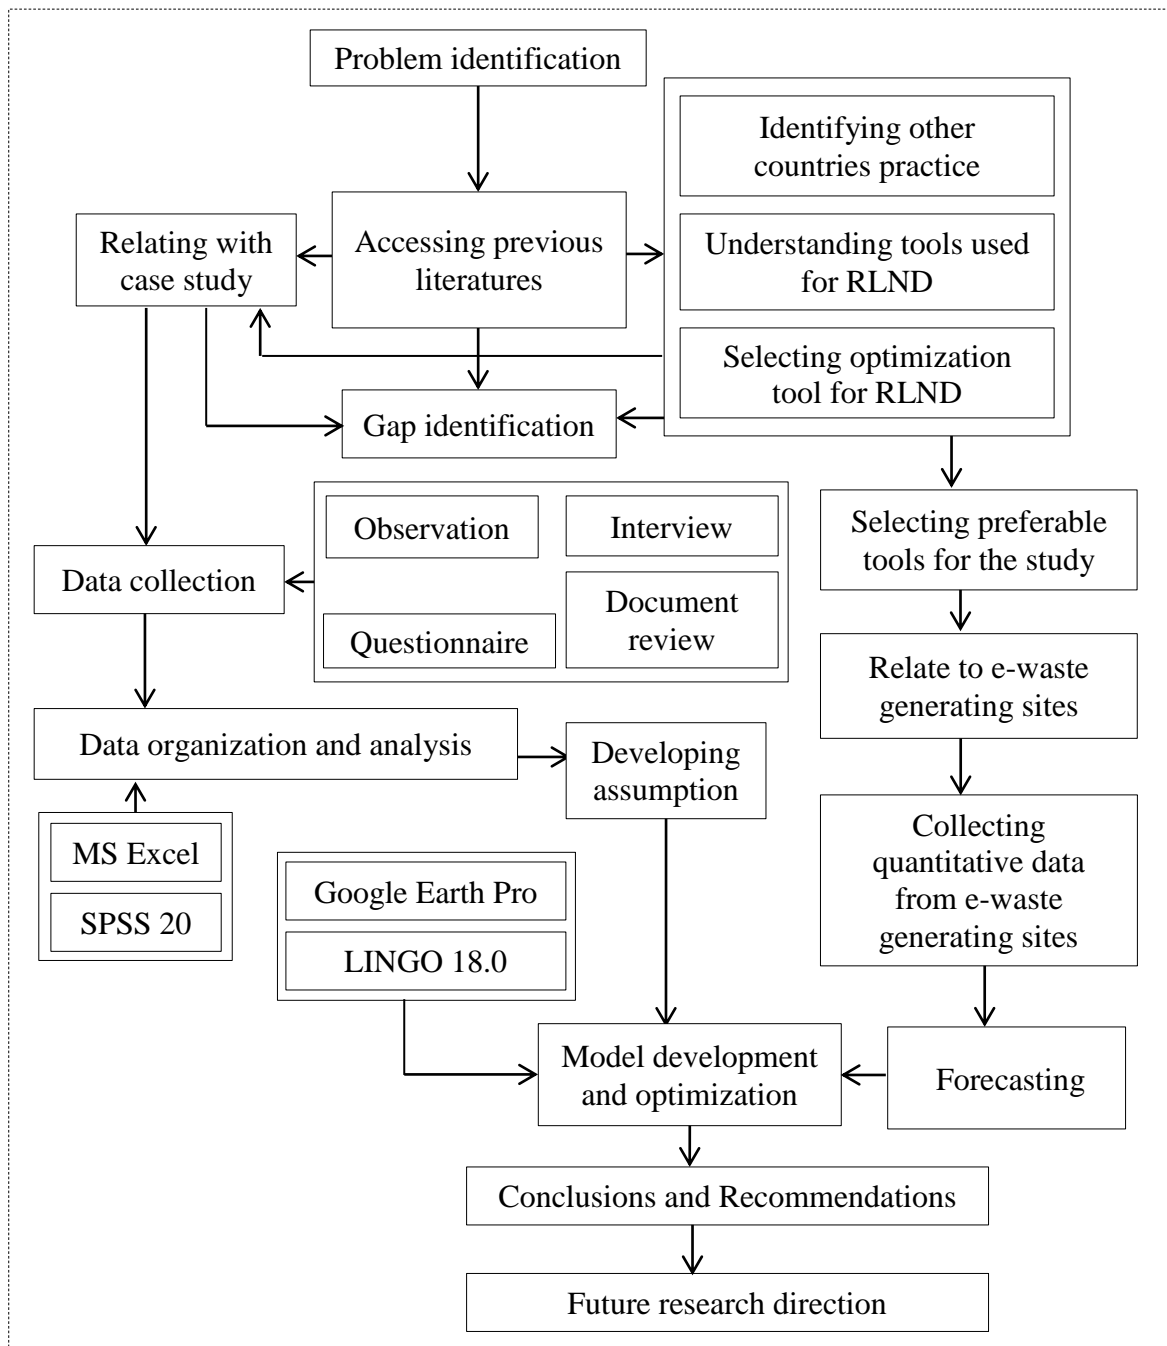 Problem identification
Identifying other
countries practice
Relating with
case study
Accessing previous
literatures
Understanding tools used
for RLND
Selecting optimization
tool for RLND
Gap identification
Observation
Interview
Selecting preferable
tools for the study
Data collection
Questionnaire
Document
review
Relate to e-waste
generating sites
Data organization and analysis
Developing
assumption
Collecting
quantitative data
from e-waste
generating sites
MS Excel
SPSS 20
Google Earth Pro
LINGO 18.0
Model development
and optimization
Forecasting
Conclusions and Recommendations
Future research direction